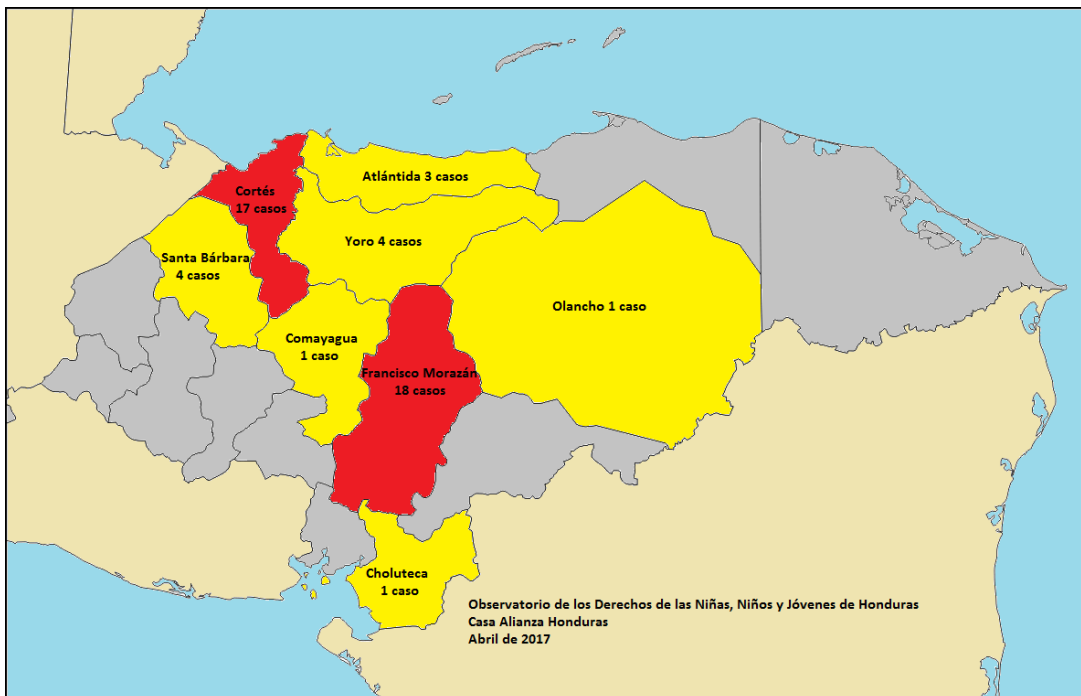 Atlántida 3 casos
Cortés
17 casos
Yoro 4 casos
Santa Bárbara
4 casos
Olancho 1 caso
Comayagua
1 caso
Francisco Morazán
18 casos
Choluteca
1 caso
Observatorio de los Derechos de las Niñas, Niños y Jóvenes de Honduras
Casa Alianza Honduras
Abril de 2017